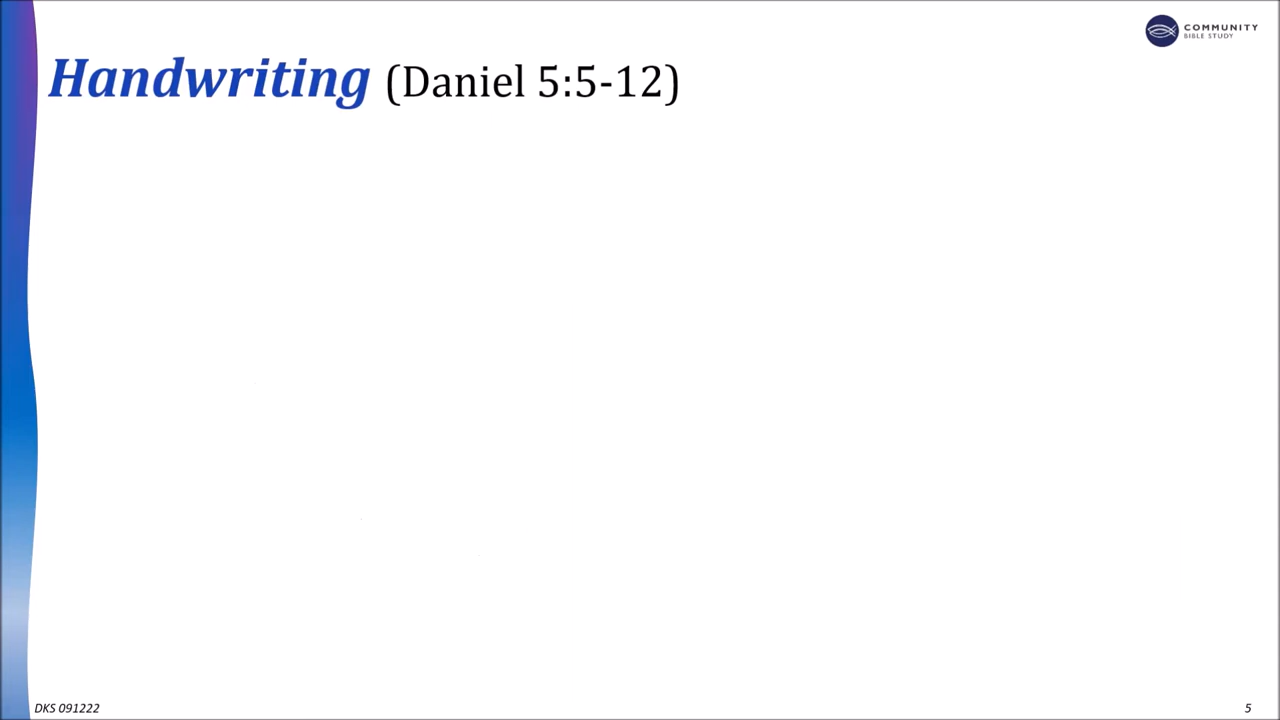 COMMUNITY
BIBLE STUDY
Handwriting (Daniel 5:5-12)
DKS 091222
5